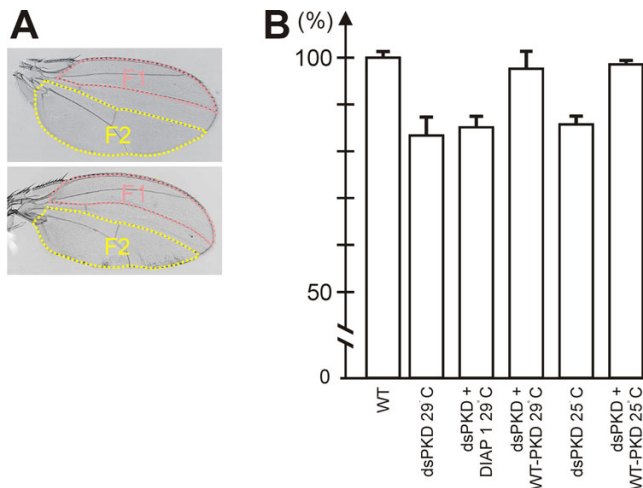 A
F1
F2
F1
F2
B
(%)
100
50
0
WT
dsPKD 29°C
dsPKD +
DIAP 1 29°C
dsPKD +
WT-PKD 29°C
dsPKD 25°C
dsPKD +
WT-PKD 25°C